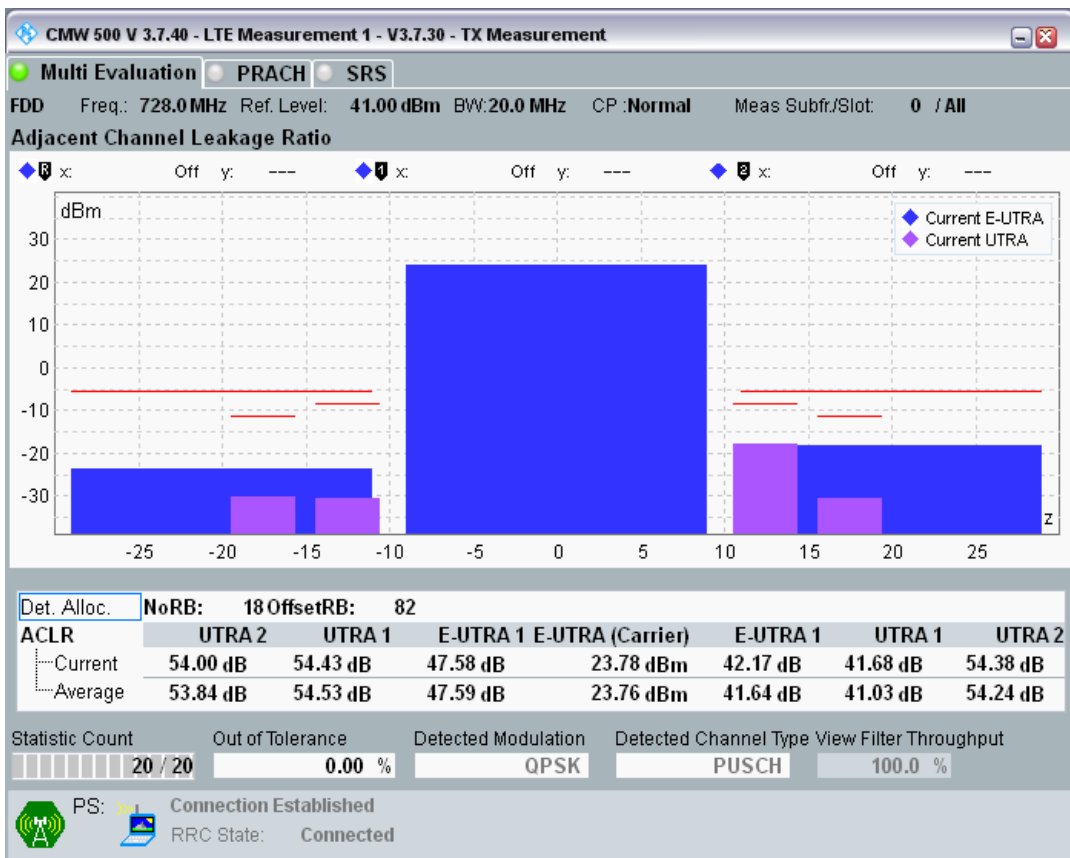 CMW 500 V 3.7.40 - LTE Measurement 1 - V3.7.30 - TX Measurement
Multi Evaluation PRACH SRS
FDD Freq.: 728.0 MHz Ref. Level: 41.00 dBm BW: 20.0 MHz CP :Normal Meas Subfr./Slot: 0 / All
Adjacent Channel Leakage Ratio
R x: Off y: --- 1 x: Off y: --- 2 x: Off y: ---
dBm
Current E-UTRA
Current UTRA
30
20
10
0
-10
-20
-30
z
-25 -20 -15 -10 -5 0 5 10 15 20 25
Det. Alloc. NoRB: 18 OffsetRB: 82
ACLR UTRA 2 UTRA 1 E-UTRA 1 E-UTRA (Carrier) E-UTRA 1 UTRA 1 UTRA 2
Current 54.00 dB 54.43 dB 47.58 dB 23.78 dBm 42.17 dB 41.68 dB 54.38 dB
Average 53.84 dB 54.53 dB 47.59 dB 23.76 dBm 41.64 dB 41.03 dB 54.24 dB
Statistic Count Out of Tolerance Detected Modulation Detected Channel Type View Filter Throughput
20 / 20 0.00 % QPSK PUSCH 100.0 %
PS: Connection Established
RRC State: Connected